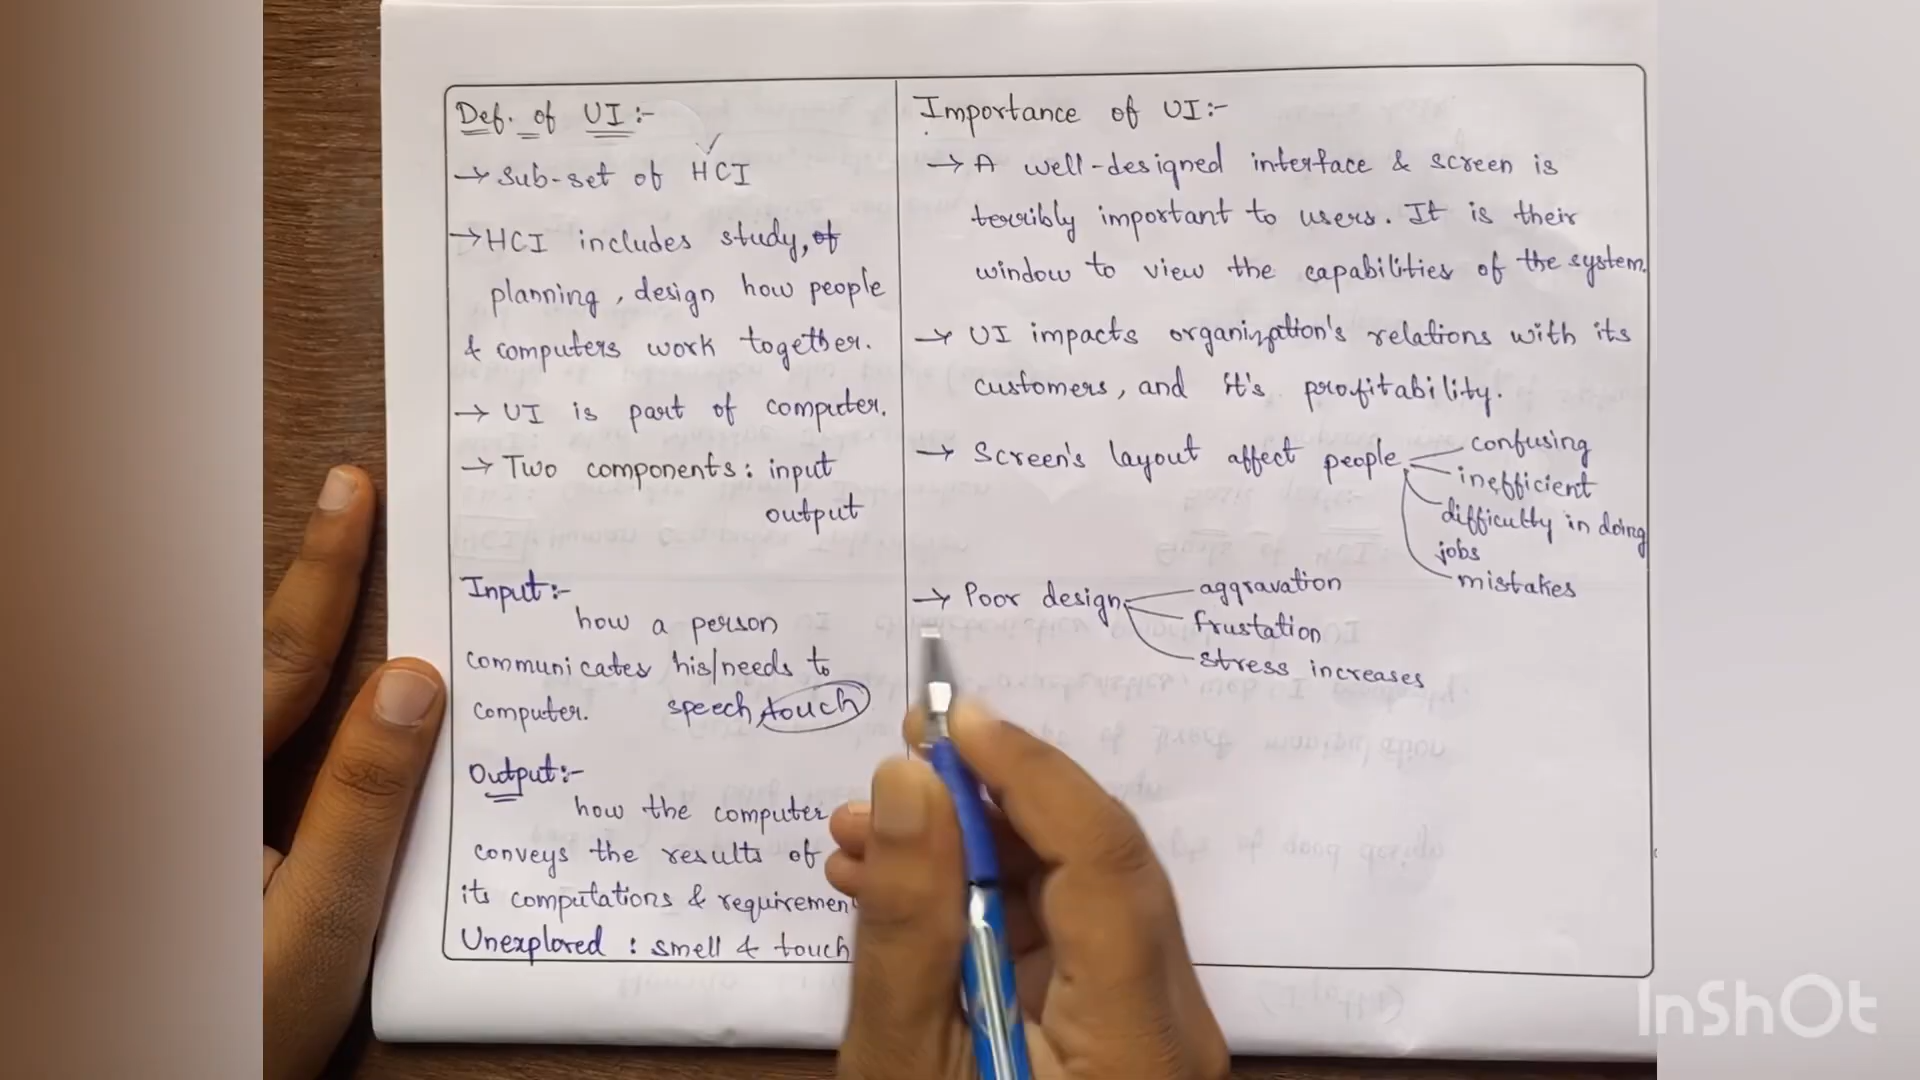 Def. of UI :-
→ Sub-set of HCI
→ HCI includes study, of
planning, design how people
& computers work together.
→ UI is part of computer.
→ Two components : input
output
Input :-
how a person
communicates his/needs to
computer. speech, touch
Output :-
how the computer
conveys the results of
its computations & requiremen
Unexplored : smell & touch
Importance of UI :-
→ A well-designed interface & screen is
terribly important to users. It is their
window to view the capabilities of the system.
→ UI impacts organization's relations with its
customers, and it's profitability.
→ Screen's layout affect people
confusing
inefficient
difficulty in doing
jobs
mistakes
→ Poor design
aggravation
frustation
stress increases
InShOt